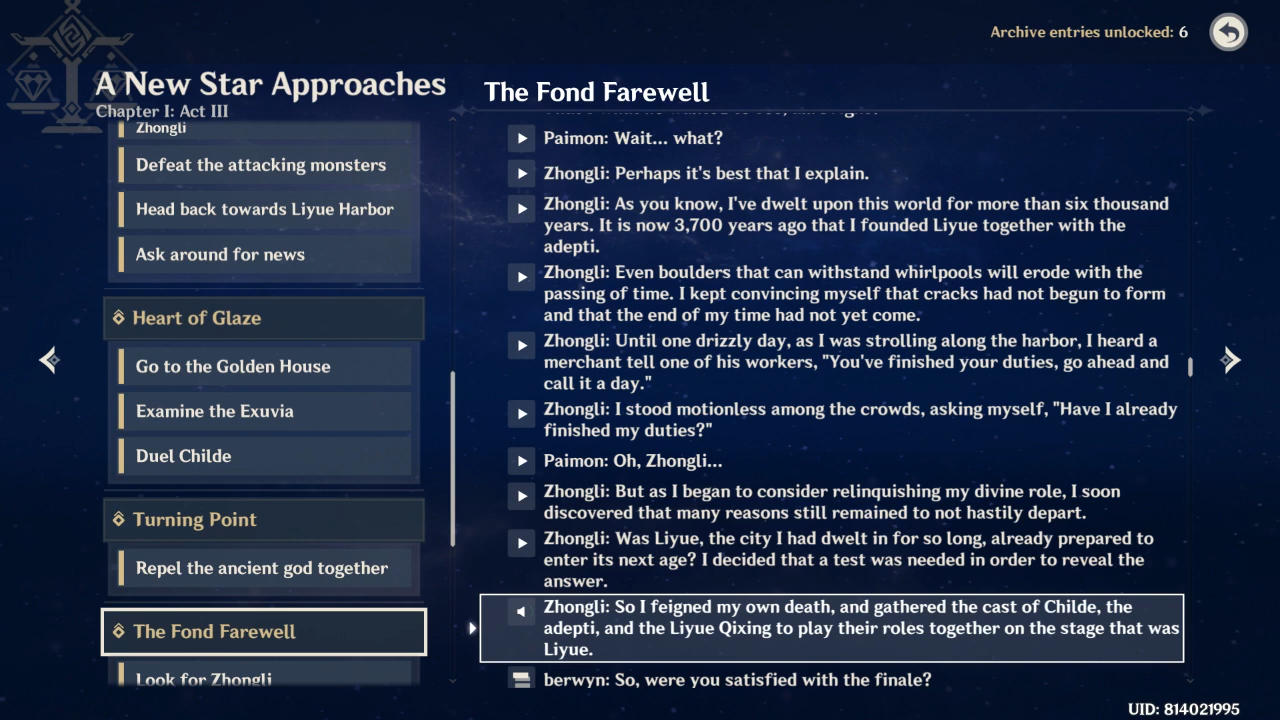 Archive entries unlocked: 6
A New Star Approaches
Chapter I: Act III
Zhongli
Defeat the attacking monsters
Head back towards Liyue Harbor
Ask around for news
Heart of Glaze
Go to the Golden House
Examine the Exuvia
Duel Childe
Turning Point
Repel the ancient god together
The Fond Farewell
Look for Zhongli
The Fond Farewell
Paimon: Wait... what?
Zhongli: Perhaps it's best that I explain.
Zhongli: As you know, I've dwelt upon this world for more than six thousand
years. It is now 3,700 years ago that I founded Liyue together with the
adepti.
Zhongli: Even boulders that can withstand whirlpools will erode with the
passing of time. I kept convincing myself that cracks had not begun to form
and that the end of my time had not yet come.
Zhongli: Until one drizzly day, as I was strolling along the harbor, I heard a
merchant tell one of his workers, "You've finished your duties, go ahead and
call it a day."
Zhongli: I stood motionless among the crowds, asking myself, "Have I already
finished my duties?"
Paimon: Oh, Zhongli...
Zhongli: But as I began to consider relinquishing my divine role, I soon
discovered that many reasons still remained to not hastily depart.
Zhongli: Was Liyue, the city I had dwelt in for so long, already prepared to
enter its next age? I decided that a test was needed in order to reveal the
answer.
Zhongli: So I feigned my own death, and gathered the cast of Childe, the
adepti, and the Liyue Qixing to play their roles together on the stage that was
Liyue.
berwyn: So, were you satisfied with the finale?
UID: 814021995